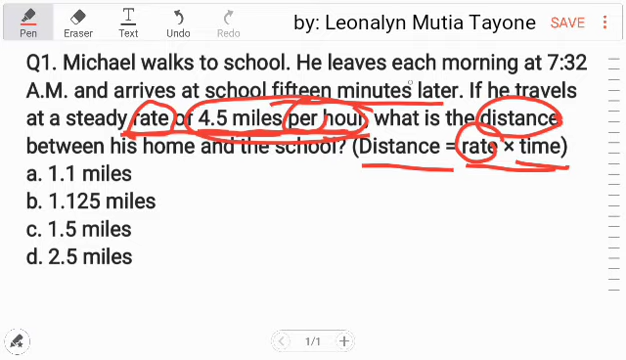 by: Leonalyn Mutia Tayone
SAVE
Pen
Eraser
Text
Undo
Redo
Q1. Michael walks to school. He leaves each morning at 7:32
A.M. and arrives at school fifteen minutes later. If he travels
at a steady rate of 4.5 miles per hour, what is the distance
between his home and the school? (Distance = rate × time)
a. 1.1 miles
b. 1.125 miles
c. 1.5 miles
d. 2.5 miles
1/1